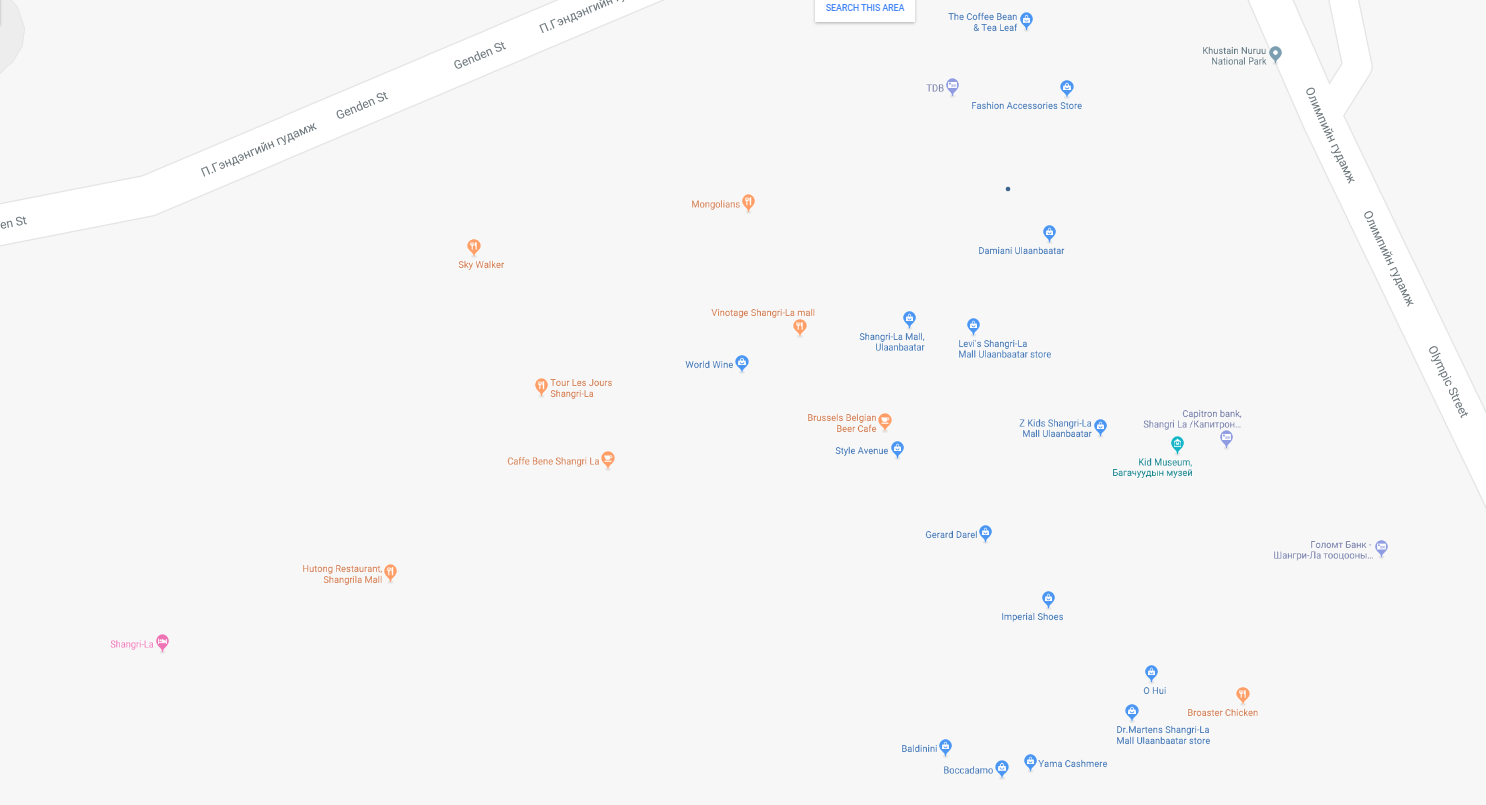 SEARCH THIS AREA
П.Гэндэнгийн
Genden St
Genden St
П.Гэндэнгийн гудамж
en St
The Coffee Bean
& Tea Leaf
Khustain Nuruu
National Park
TDB
Fashion Accessories Store
Олимпийн гудамж
Олимпийн гудамж
Olympic Street
Mongolians
Damiani Ulaanbaatar
Sky Walker
Vinotage Shangri-La mall
Shangri-La Mall,
Ulaanbaatar
Levi's Shangri-La
Mall Ulaanbaatar store
World Wine
Tour Les Jours
Shangri-La
Brussels Belgian
Beer Cafe
Z Kids Shangri-La
Mall Ulaanbaatar
Capitron bank,
Shangri La /Капитрон...
Style Avenue
Caffe Bene Shangri La
Kid Museum,
Багачуудын музей
Gerard Darel
Голомт Банк -
Шангри-Ла тооцооны...
Hutong Restaurant,
Shangrila Mall
Imperial Shoes
Shangri-La
O Hui
Broaster Chicken
Dr.Martens Shangri-La
Mall Ulaanbaatar store
Baldinini
Boccadamo
Yama Cashmere